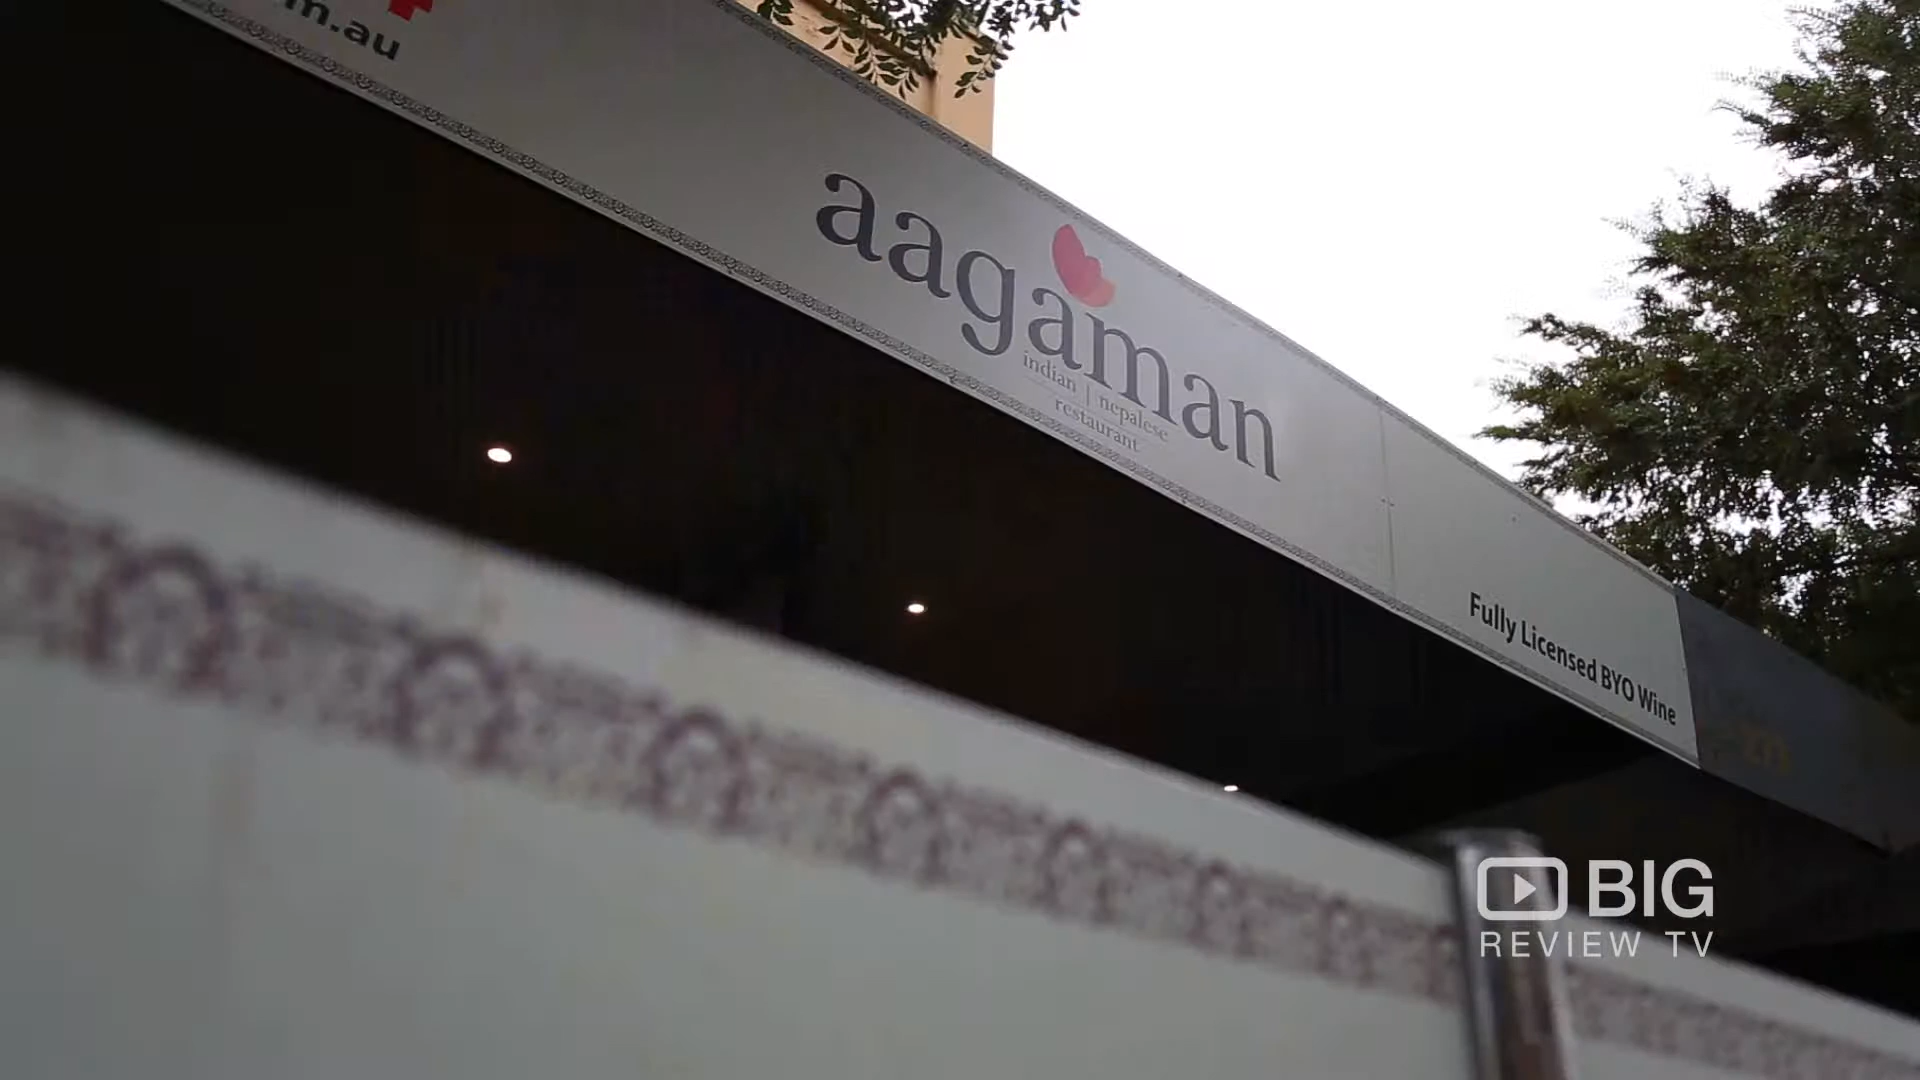 m.au
aagaman
indian | nepalese
restaurant
Fully Licensed BYO Wine
BIG
REVIEW TV